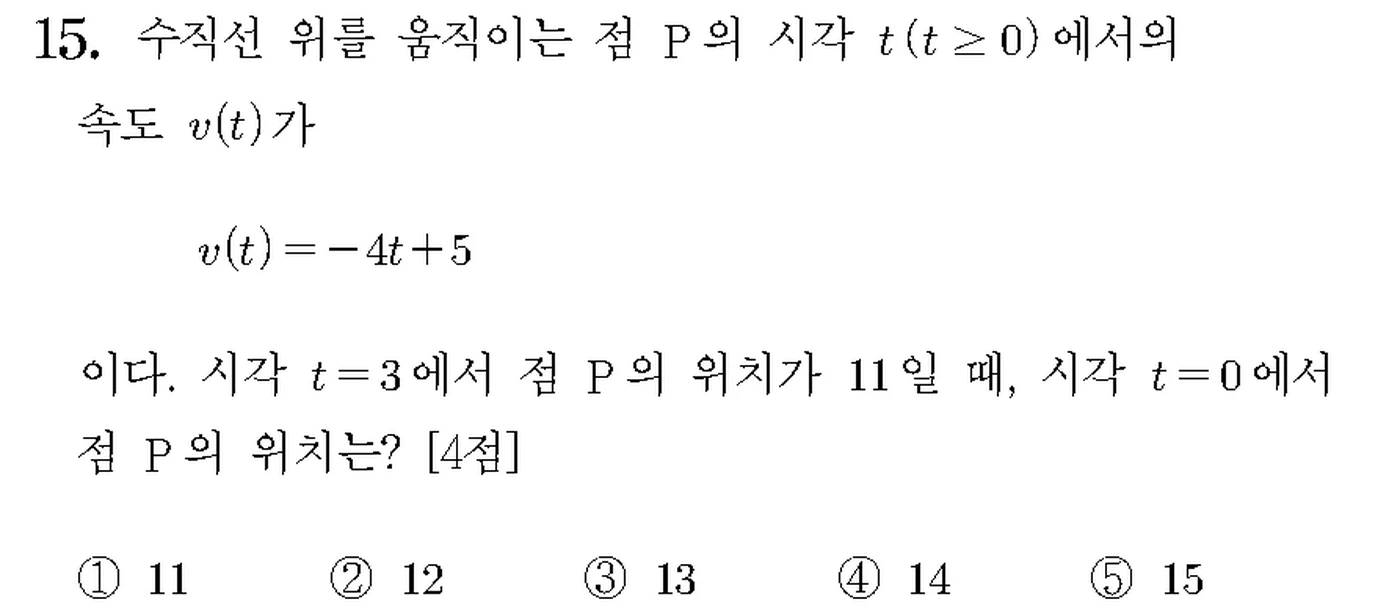 15. 수직선 위를 움직이는 점 P의 시각 t(t ≥ 0)에서의
속도 v(t)가
v(t) = -4t + 5
이다. 시각 t = 3에서 점 P의 위치가 11일 때, 시각 t = 0에서
점 P의 위치는? [4점]
① 11 ② 12 ③ 13 ④ 14 ⑤ 15